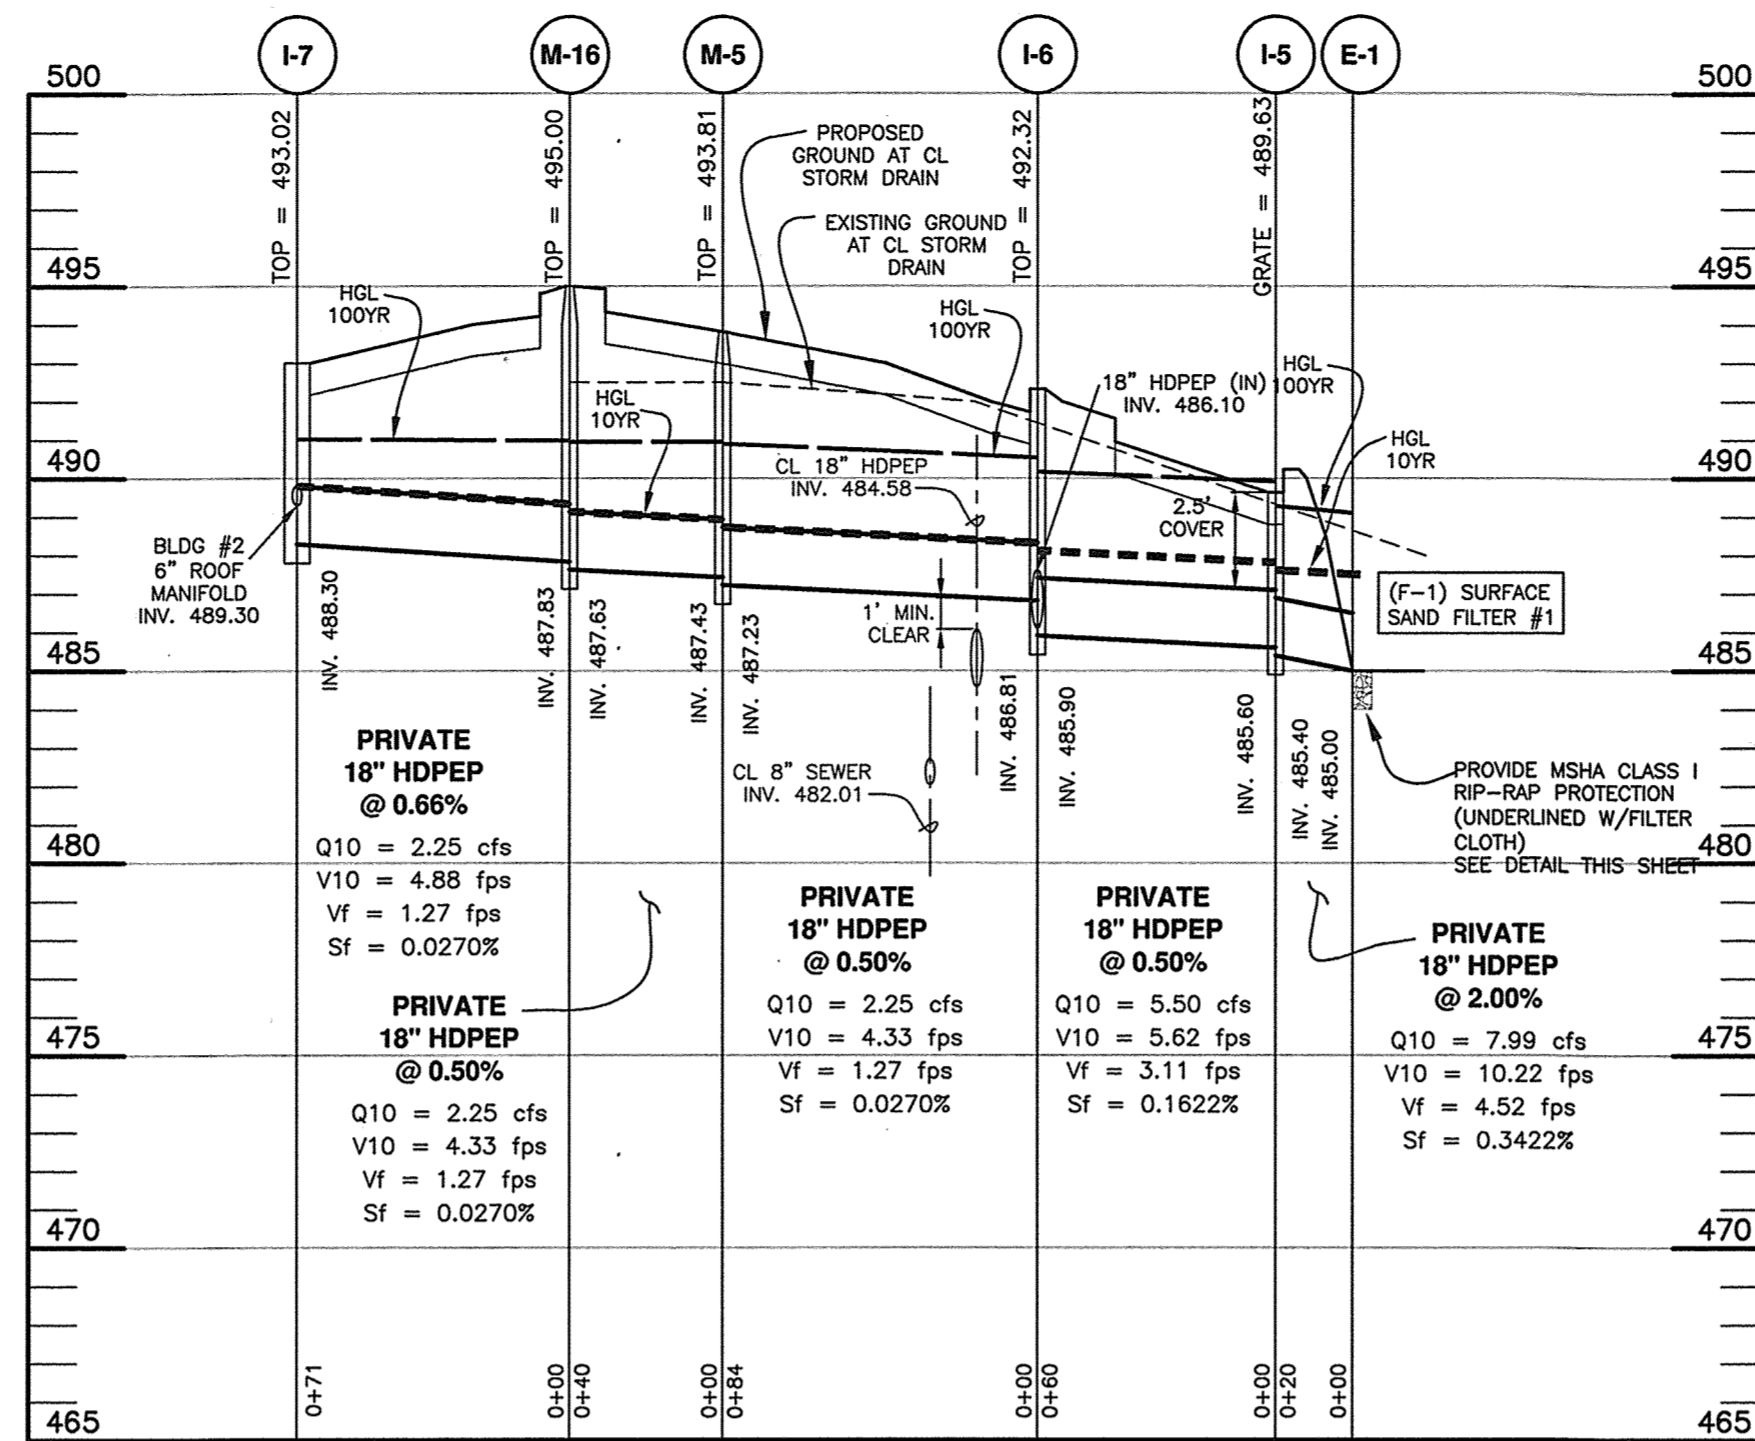 I-7
M-16
M-5
I-6
I-5
E-1
500
500
TOP = 493.02
TOP = 495.00
TOP = 493.81
TOP = 492.32
GRATE = 489.63
PROPOSED
GROUND AT CL
STORM DRAIN
EXISTING GROUND
AT CL STORM
DRAIN
495
495
HGL
100YR
HGL
100YR
HGL
10YR
18" HDPEP (IN)
INV. 486.10
HGL
100YR
HGL
10YR
490
490
CL 18" HDPEP
INV. 484.58
2.5'
COVER
BLDG #2
6" ROOF
MANIFOLD
INV. 489.30
1' MIN.
CLEAR
(F-1) SURFACE
SAND FILTER #1
485
485
INV. 488.30
INV. 487.83
INV. 487.63
INV. 487.43
INV. 487.23
INV. 486.81
INV. 485.90
INV. 485.60
INV. 485.40
INV. 485.00
CL 8" SEWER
INV. 482.01
PROVIDE MSHA CLASS I
RIP-RAP PROTECTION
(UNDERLINED W/FILTER
CLOTH)
SEE DETAIL THIS SHEET
480
480
PRIVATE
18" HDPEP
@ 0.66%
Q10 = 2.25 cfs
V10 = 4.88 fps
Vf = 1.27 fps
Sf = 0.0270%
PRIVATE
18" HDPEP
@ 0.50%
Q10 = 2.25 cfs
V10 = 4.33 fps
Vf = 1.27 fps
Sf = 0.0270%
PRIVATE
18" HDPEP
@ 0.50%
Q10 = 2.25 cfs
V10 = 4.33 fps
Vf = 1.27 fps
Sf = 0.0270%
PRIVATE
18" HDPEP
@ 0.50%
Q10 = 5.50 cfs
V10 = 5.62 fps
Vf = 3.11 fps
Sf = 0.1622%
PRIVATE
18" HDPEP
@ 2.00%
Q10 = 7.99 cfs
V10 = 10.22 fps
Vf = 4.52 fps
Sf = 0.3422%
475
475
470
470
0+71
0+00
0+40
0+00
0+84
0+00
0+60
0+00
0+20
0+00
465
465